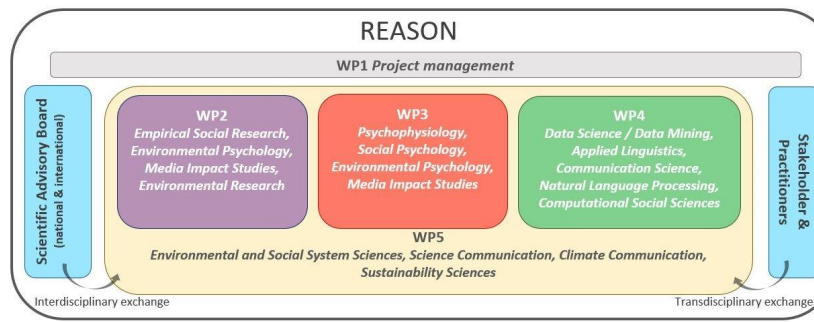 REASON
WP1 Project management
Scientific Advisory Board
(national & international)
WP2
Empirical Social Research,
Environmental Psychology,
Media Impact Studies,
Environmental Research
WP3
Psychophysiology,
Social Psychology,
Environmental Psychology,
Media Impact Studies
WP4
Data Science / Data Mining,
Applied Linguistics,
Communication Science,
Natural Language Processing,
Computational Social Sciences
Stakeholder &
Practitioners
WP5
Environmental and Social System Sciences, Science Communication, Climate Communication,
Sustainability Sciences
Interdisciplinary exchange
Transdisciplinary exchange